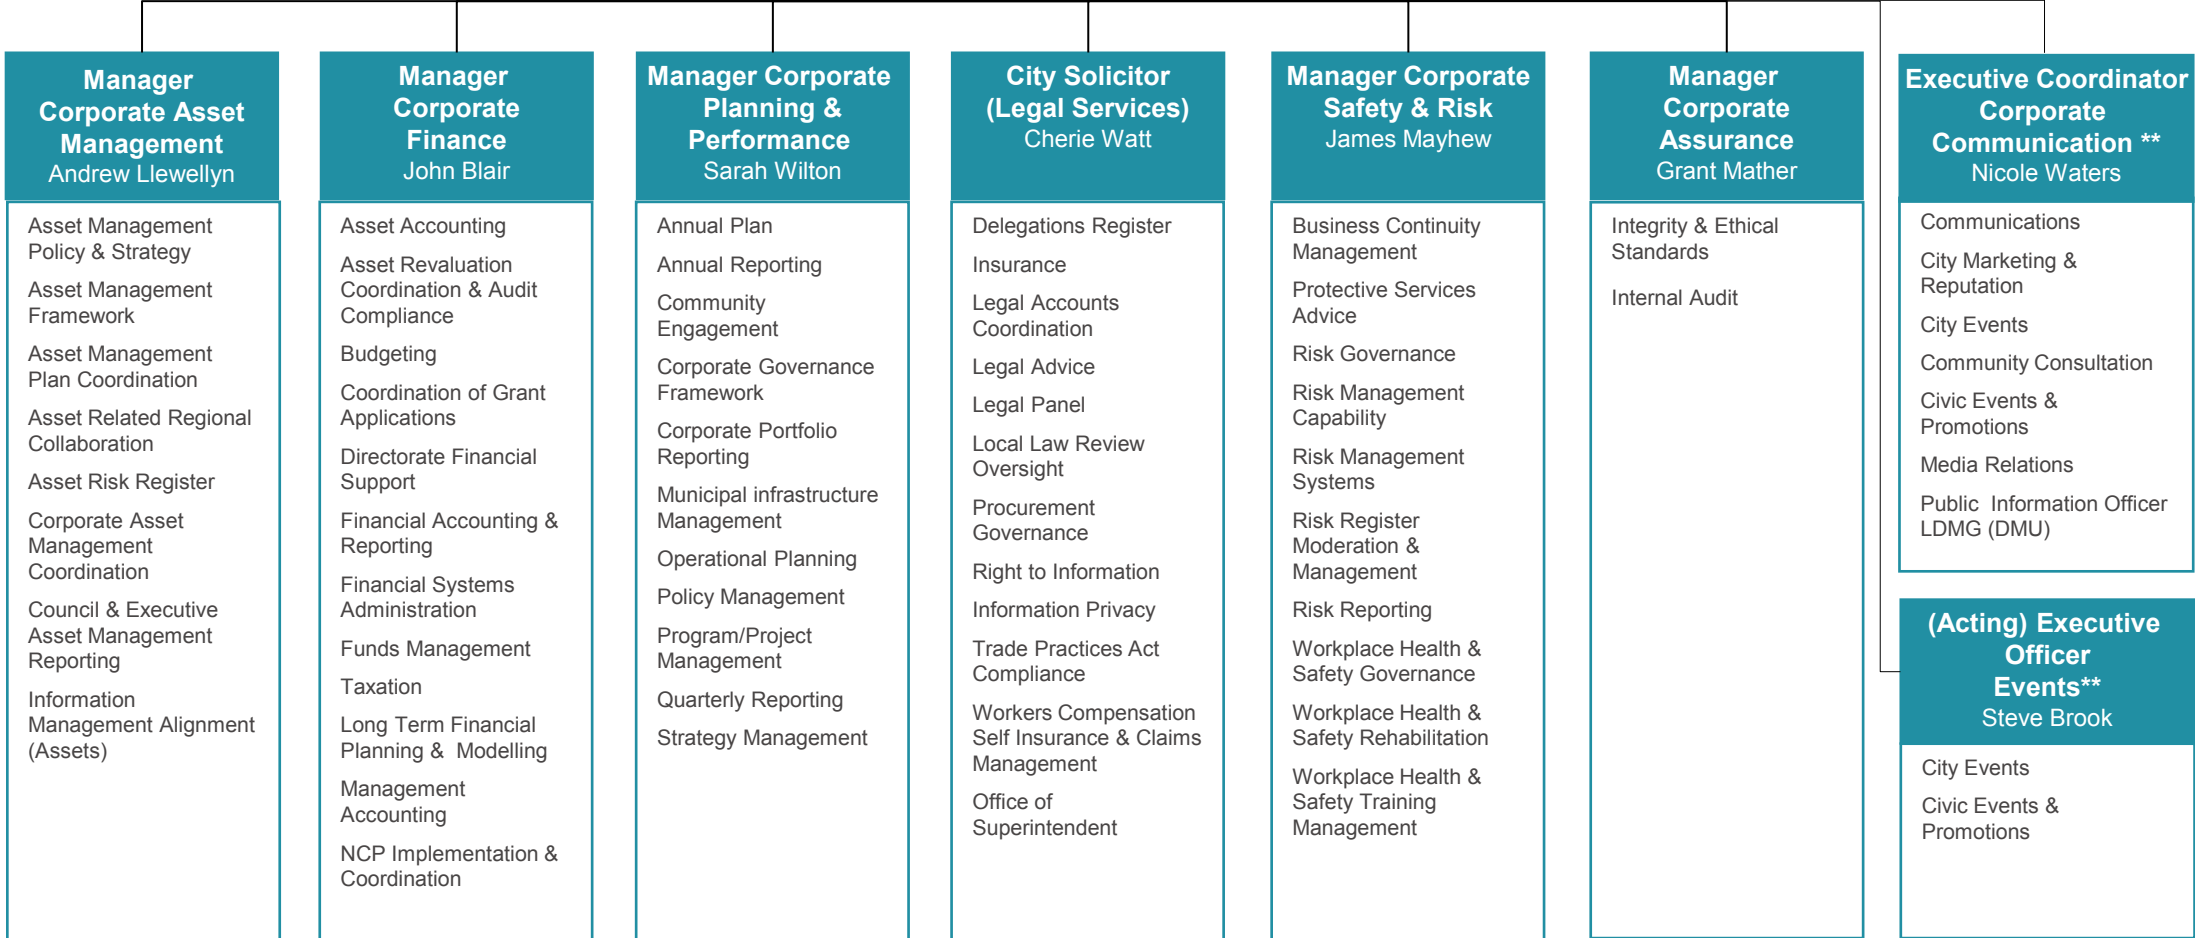 Manager
Corporate Asset
Management
Andrew Llewellyn
Asset Management
Policy & Strategy
Asset Management
Framework
Asset Management
Plan Coordination
Asset Related Regional
Collaboration
Asset Risk Register
Corporate Asset
Management
Coordination
Council & Executive
Asset Management
Reporting
Information
Management Alignment
(Assets)
Manager
Corporate
Finance
John Blair
Asset Accounting
Asset Revaluation
Coordination & Audit
Compliance
Budgeting
Coordination of Grant
Applications
Directorate Financial
Support
Financial Accounting &
Reporting
Financial Systems
Administration
Funds Management
Taxation
Long Term Financial
Planning &  Modelling
Management
Accounting
NCP Implementation &
Coordination
Manager Corporate
Planning &
Performance
Sarah Wilton
Annual Plan
Annual Reporting
Community
Engagement
Corporate Governance
Framework
Corporate Portfolio
Reporting
Municipal infrastructure
Management
Operational Planning
Policy Management
Program/Project
Management
Quarterly Reporting
Strategy Management
City Solicitor
(Legal Services)
Cherie Watt
Delegations Register
Insurance
Legal Accounts
Coordination
Legal Advice
Legal Panel
Local Law Review
Oversight
Procurement
Governance
Right to Information
Information Privacy
Trade Practices Act
Compliance
Workers Compensation
Self Insurance & Claims
Management
Office of
Superintendent
Manager Corporate
Safety & Risk
James Mayhew
Business Continuity
Management
Protective Services
Advice
Risk Governance
Risk Management
Capability
Risk Management
Systems
Risk Register
Moderation &
Management
Risk Reporting
Workplace Health &
Safety Governance
Workplace Health &
Safety Rehabilitation
Workplace Health &
Safety Training
Management
Manager
Corporate
Assurance
Grant Mather
Integrity & Ethical
Standards
Internal Audit
Executive Coordinator
Corporate
Communication **
Nicole Waters
Communications
City Marketing &
Reputation
City Events
Community Consultation
Civic Events &
Promotions
Media Relations
Public  Information Officer
LDMG (DMU)
(Acting) Executive
Officer
Events**
Steve Brook
City Events
Civic Events &
Promotions